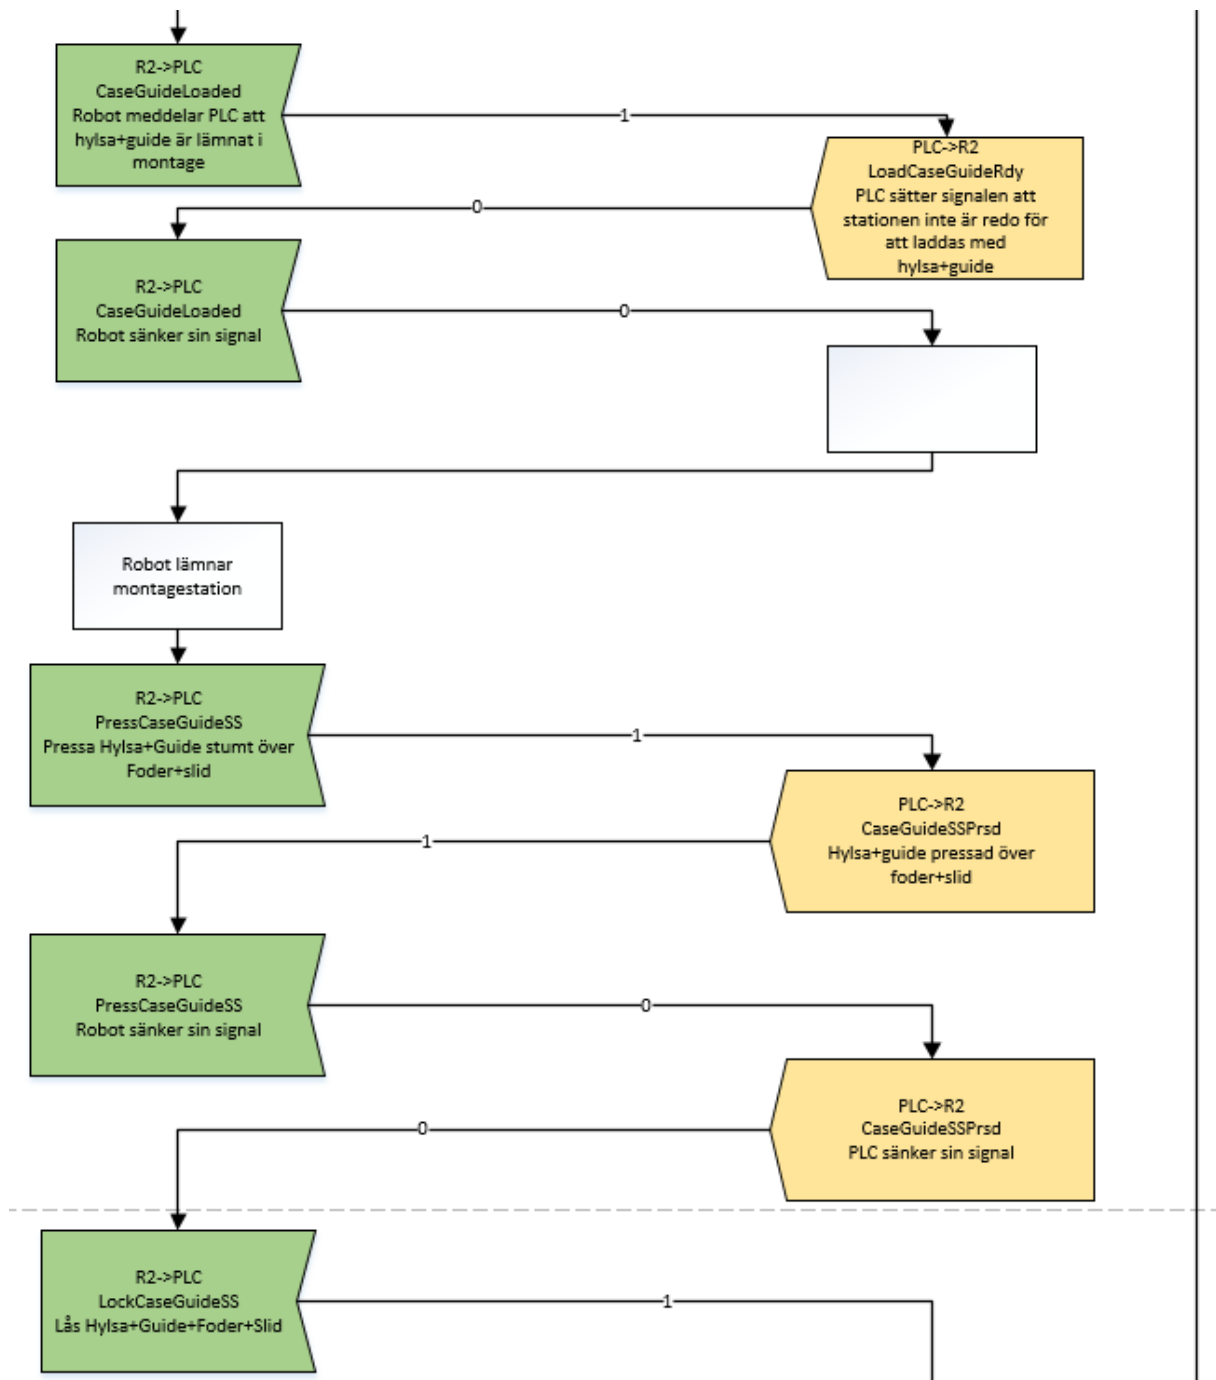 R2->PLC
CaseGuideLoaded
Robot meddelar PLC att
hylsa+guide är lämnat i
montage
1
PLC->R2
LoadCaseGuideRdy
PLC sätter signalen att
stationen inte är redo för
att laddas med
hylsa+guide
0
R2->PLC
CaseGuideLoaded
Robot sänker sin signal
0
Robot lämnar
montagestation
R2->PLC
PressCaseGuideSS
Pressa Hylsa+Guide stumt över
Foder+slid
1
PLC->R2
CaseGuideSSPrsd
Hylsa+guide pressad över
foder+slid
1
R2->PLC
PressCaseGuideSS
Robot sänker sin signal
0
PLC->R2
CaseGuideSSPrsd
PLC sänker sin signal
0
R2->PLC
LockCaseGuideSS
Lås Hylsa+Guide+Foder+Slid
1